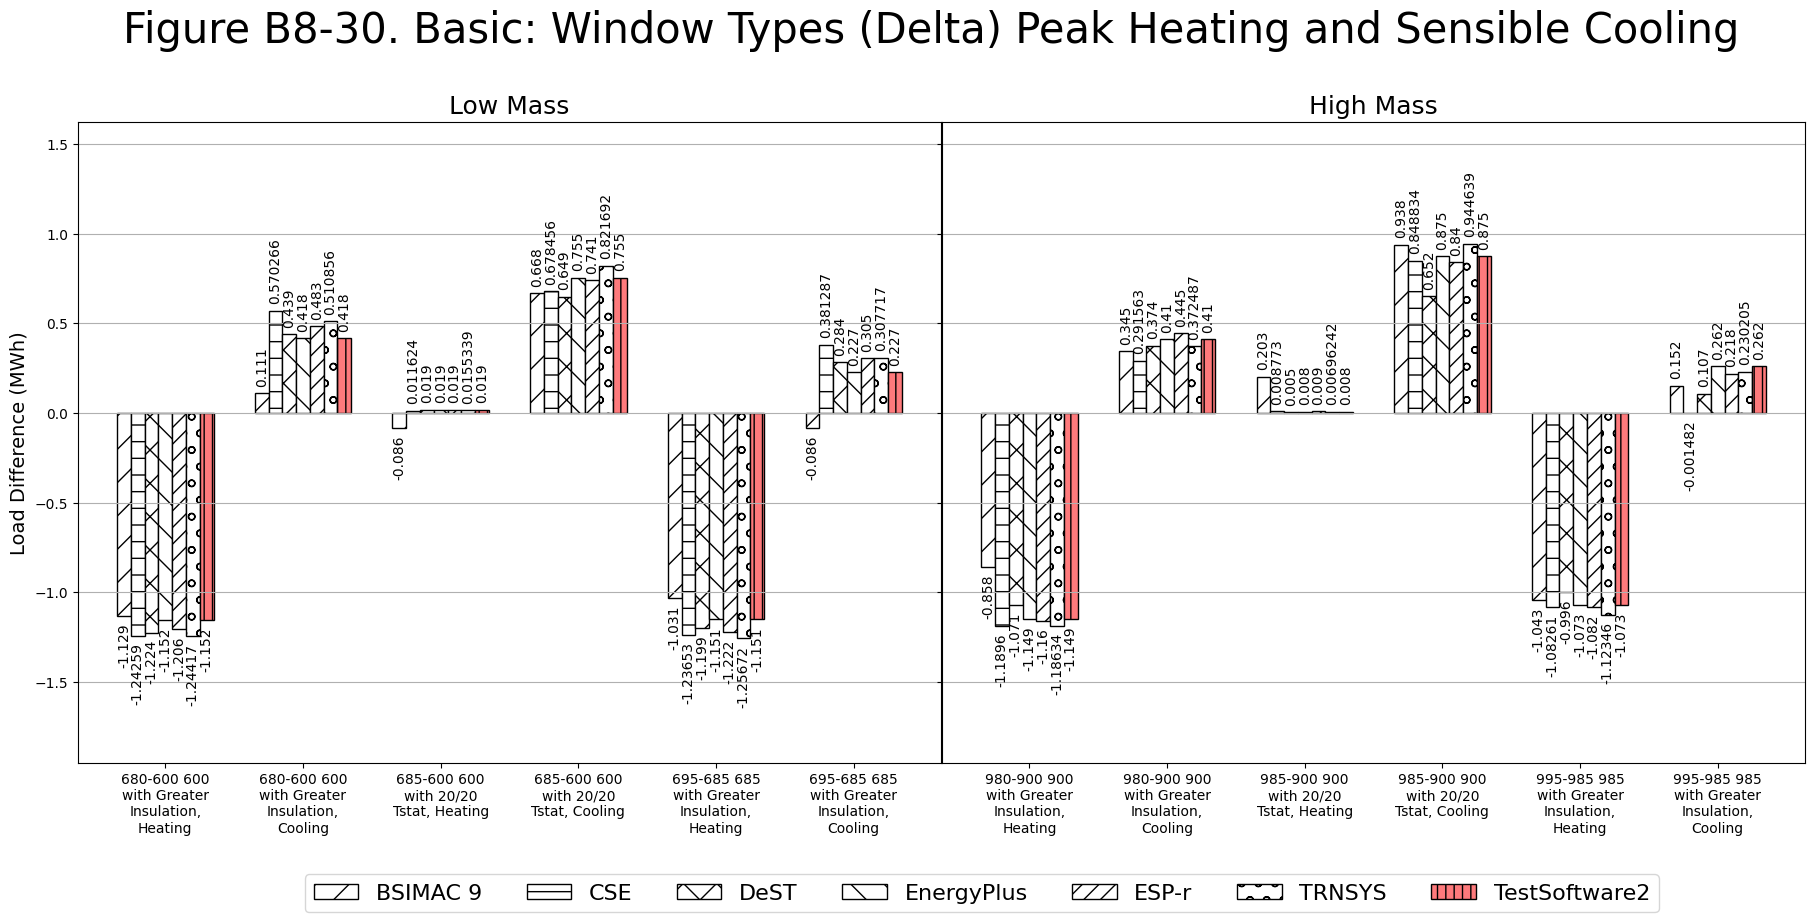 Figure B8-30. Basic: Window Types (Delta) Peak Heating and Sensible Cooling
Low Mass
High Mass
Load Difference (MWh)
1.5
1.0
0.5
0.0
−0.5
−1.0
−1.5
-1.129
-1.24259
-1.224
-1.152
-1.206
-1.24417
-1.152
0.111
0.570266
0.439
0.418
0.483
0.510856
0.418
-0.086
0.011624
0.019
0.019
0.019
0.0155339
0.019
0.668
0.678456
0.649
0.755
0.741
0.821692
0.755
-1.031
-1.23653
-1.199
-1.151
-1.222
-1.25672
-1.151
-0.086
0.381287
0.284
0.227
0.305
0.307717
0.227
-0.858
-1.1896
-1.071
-1.149
-1.16
-1.18634
-1.149
0.345
0.291563
0.374
0.41
0.445
0.372487
0.41
0.203
0.008773
0.005
0.008
0.009
0.00696242
0.008
0.938
0.848834
0.652
0.875
0.84
0.944639
0.875
-1.043
-1.08261
-0.996
-1.073
-1.082
-1.12346
-1.073
0.152
-0.001482
0.107
0.262
0.218
0.230205
0.262
680-600 600
with Greater
Insulation,
Heating
680-600 600
with Greater
Insulation,
Cooling
685-600 600
with 20/20
Tstat, Heating
685-600 600
with 20/20
Tstat, Cooling
695-685 685
with Greater
Insulation,
Heating
695-685 685
with Greater
Insulation,
Cooling
980-900 900
with Greater
Insulation,
Heating
980-900 900
with Greater
Insulation,
Cooling
985-900 900
with 20/20
Tstat, Heating
985-900 900
with 20/20
Tstat, Cooling
995-985 985
with Greater
Insulation,
Heating
995-985 985
with Greater
Insulation,
Cooling
BSIMAC 9
CSE
DeST
EnergyPlus
ESP-r
TRNSYS
TestSoftware2